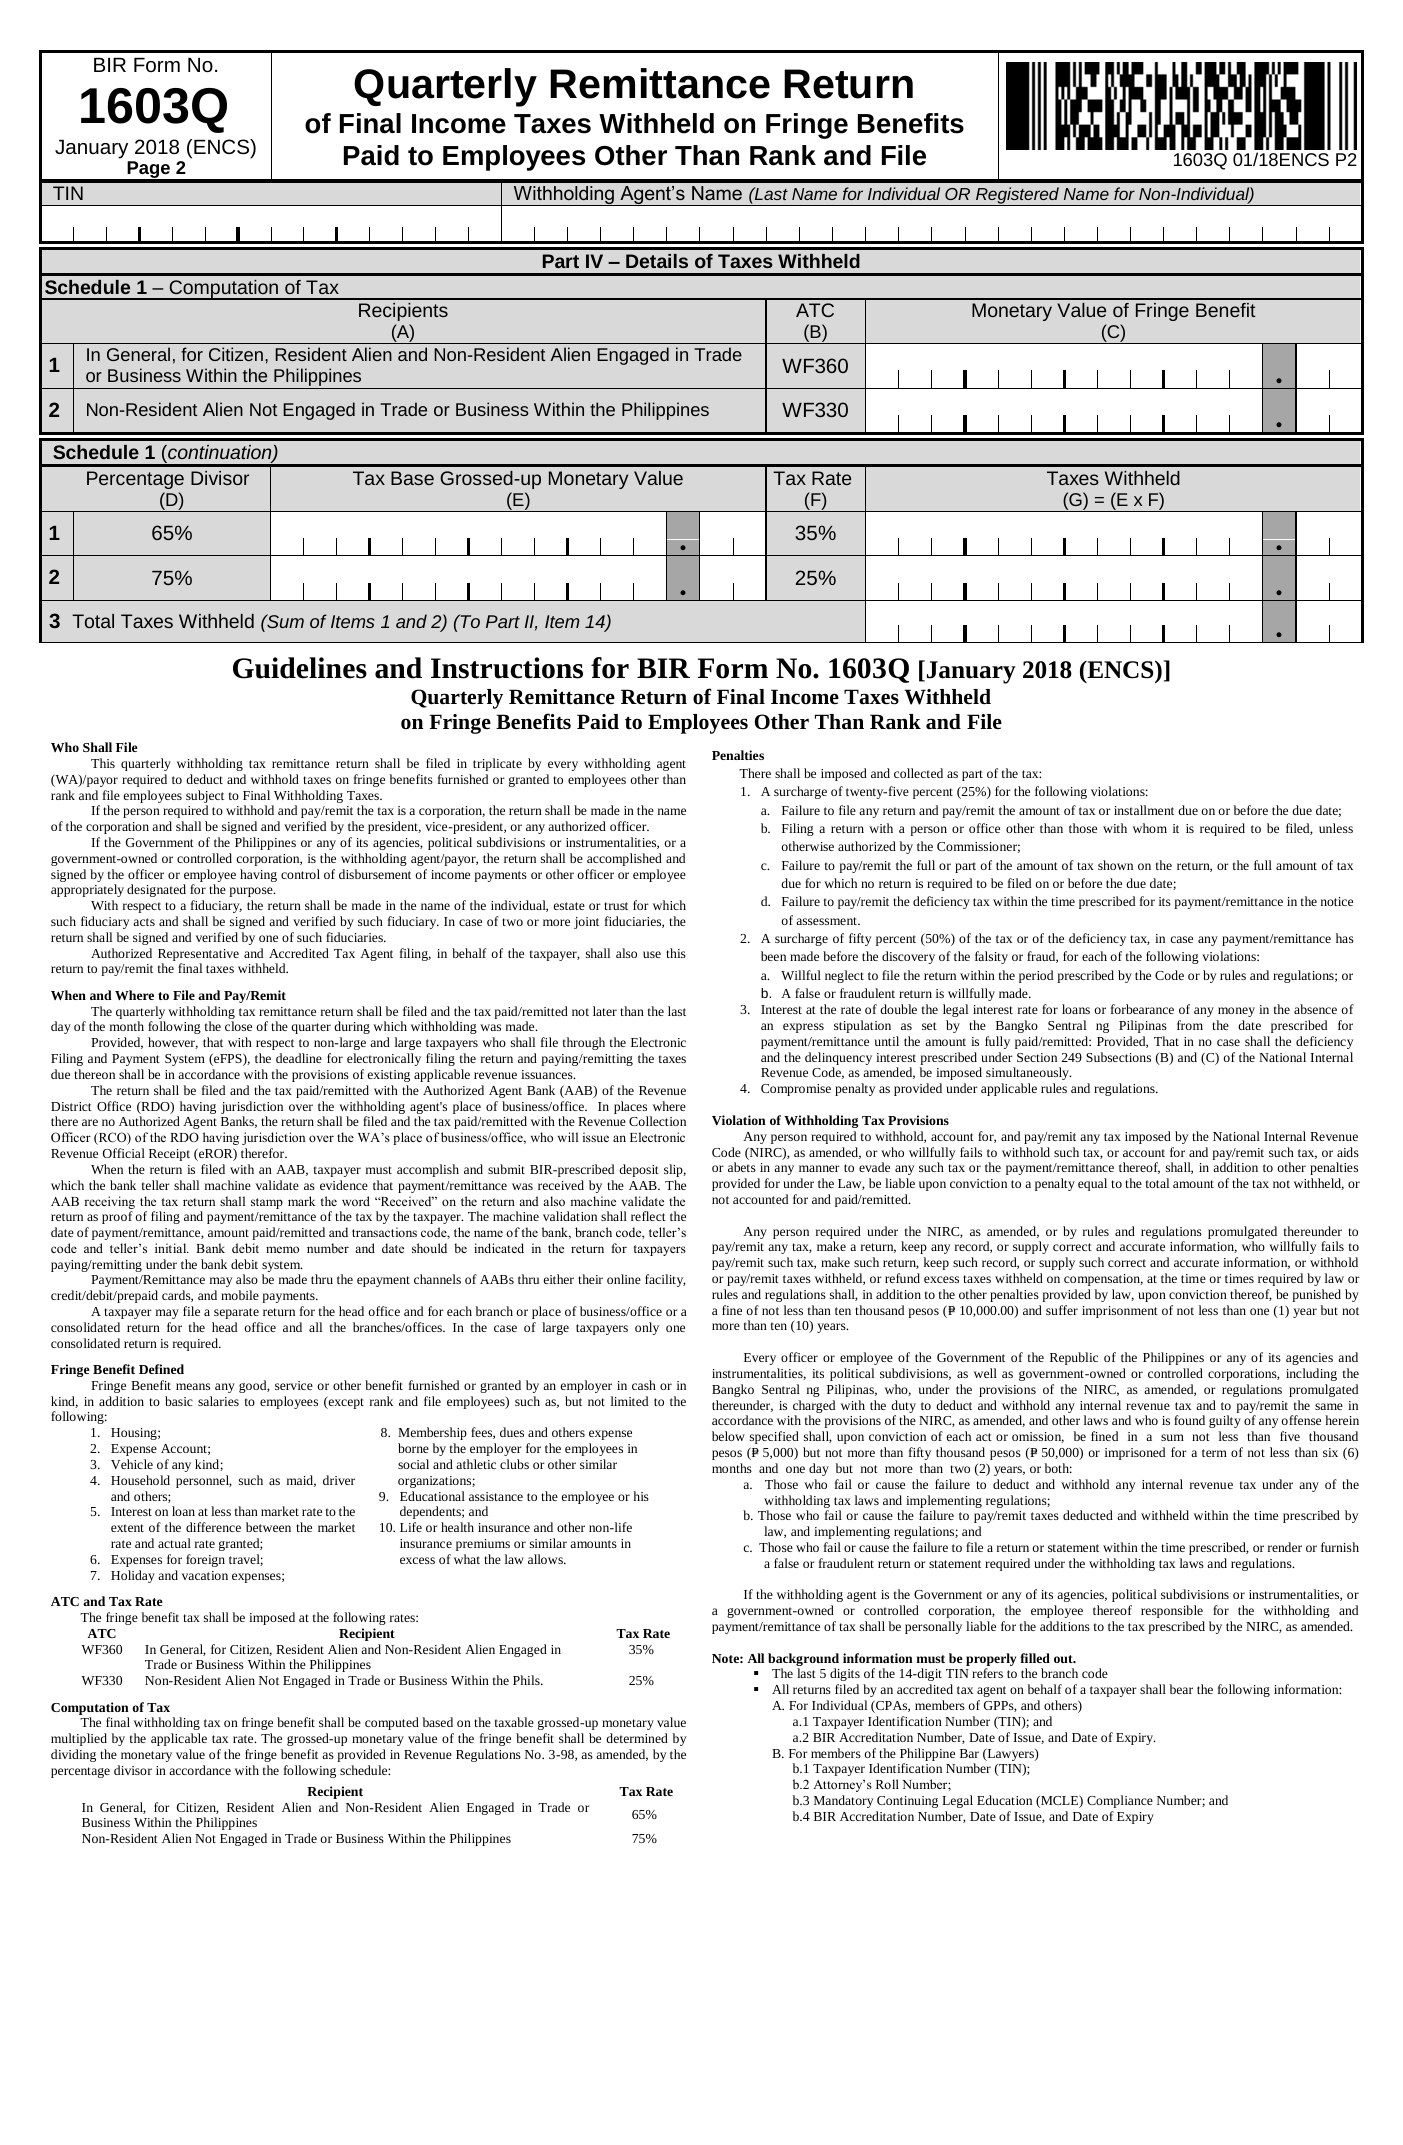 BIR Form No.
1603Q
January 2018 (ENCS)
Page 2
Quarterly Remittance Return
of Final Income Taxes Withheld on Fringe Benefits
Paid to Employees Other Than Rank and File
1603Q 01/18ENCS P2
TIN
Withholding Agent’s Name (Last Name for Individual OR Registered Name for Non-Individual)
Part IV – Details of Taxes Withheld
Schedule 1 – Computation of Tax
Recipients
(A)
ATC
(B)
Monetary Value of Fringe Benefit
(C)
1 In General, for Citizen, Resident Alien and Non-Resident Alien Engaged in Trade
or Business Within the Philippines
WF360
2 Non-Resident Alien Not Engaged in Trade or Business Within the Philippines WF330
Schedule 1 (continuation)
Percentage Divisor
(D)
Tax Base Grossed-up Monetary Value
(E)
Tax Rate
(F)
Taxes Withheld
(G) = (E x F)
1 65% 35%
2 75% 25%
3 Total Taxes Withheld (Sum of Items 1 and 2) (To Part II, Item 14)
Guidelines and Instructions for BIR Form No. 1603Q [January 2018 (ENCS)]
Quarterly Remittance Return of Final Income Taxes Withheld
on Fringe Benefits Paid to Employees Other Than Rank and File
Who Shall File
This quarterly withholding tax remittance return shall be filed in triplicate by every withholding agent
(WA)/payor required to deduct and withhold taxes on fringe benefits furnished or granted to employees other than
rank and file employees subject to Final Withholding Taxes.
If the person required to withhold and pay/remit the tax is a corporation, the return shall be made in the name
of the corporation and shall be signed and verified by the president, vice-president, or any authorized officer.
If the Government of the Philippines or any of its agencies, political subdivisions or instrumentalities, or a
government-owned or controlled corporation, is the withholding agent/payor, the return shall be accomplished and
signed by the officer or employee having control of disbursement of income payments or other officer or employee
appropriately designated for the purpose.
With respect to a fiduciary, the return shall be made in the name of the individual, estate or trust for which
such fiduciary acts and shall be signed and verified by such fiduciary. In case of two or more joint fiduciaries, the
return shall be signed and verified by one of such fiduciaries.
Authorized Representative and Accredited Tax Agent filing, in behalf of the taxpayer, shall also use this
return to pay/remit the final taxes withheld.
When and Where to File and Pay/Remit
The quarterly withholding tax remittance return shall be filed and the tax paid/remitted not later than the last
day of the month following the close of the quarter during which withholding was made.
Provided, however, that with respect to non-large and large taxpayers who shall file through the Electronic
Filing and Payment System (eFPS), the deadline for electronically filing the return and paying/remitting the taxes
due thereon shall be in accordance with the provisions of existing applicable revenue issuances.
The return shall be filed and the tax paid/remitted with the Authorized Agent Bank (AAB) of the Revenue
District Office (RDO) having jurisdiction over the withholding agent's place of business/office. In places where
there are no Authorized Agent Banks, the return shall be filed and the tax paid/remitted with the Revenue Collection
Officer (RCO) of the RDO having jurisdiction over the WA’s place of business/office, who will issue an Electronic
Revenue Official Receipt (eROR) therefor.
When the return is filed with an AAB, taxpayer must accomplish and submit BIR-prescribed deposit slip,
which the bank teller shall machine validate as evidence that payment/remittance was received by the AAB. The
AAB receiving the tax return shall stamp mark the word “Received” on the return and also machine validate the
return as proof of filing and payment/remittance of the tax by the taxpayer. The machine validation shall reflect the
date of payment/remittance, amount paid/remitted and transactions code, the name of the bank, branch code, teller’s
code and teller’s initial. Bank debit memo number and date should be indicated in the return for taxpayers
paying/remitting under the bank debit system.
Payment/Remittance may also be made thru the epayment channels of AABs thru either their online facility,
credit/debit/prepaid cards, and mobile payments.
A taxpayer may file a separate return for the head office and for each branch or place of business/office or a
consolidated return for the head office and all the branches/offices. In the case of large taxpayers only one
consolidated return is required.
Fringe Benefit Defined
Fringe Benefit means any good, service or other benefit furnished or granted by an employer in cash or in
kind, in addition to basic salaries to employees (except rank and file employees) such as, but not limited to the
following:
1. Housing;
2. Expense Account;
3. Vehicle of any kind;
4. Household personnel, such as maid, driver
and others;
5. Interest on loan at less than market rate to the
extent of the difference between the market
rate and actual rate granted;
6. Expenses for foreign travel;
7. Holiday and vacation expenses;
8. Membership fees, dues and others expense
borne by the employer for the employees in
social and athletic clubs or other similar
organizations;
9. Educational assistance to the employee or his
dependents; and
10. Life or health insurance and other non-life
insurance premiums or similar amounts in
excess of what the law allows.
ATC and Tax Rate
The fringe benefit tax shall be imposed at the following rates:
ATC Recipient Tax Rate
WF360 In General, for Citizen, Resident Alien and Non-Resident Alien Engaged in 35%
Trade or Business Within the Philippines
WF330 Non-Resident Alien Not Engaged in Trade or Business Within the Phils. 25%
Computation of Tax
The final withholding tax on fringe benefit shall be computed based on the taxable grossed-up monetary value
multiplied by the applicable tax rate. The grossed-up monetary value of the fringe benefit shall be determined by
dividing the monetary value of the fringe benefit as provided in Revenue Regulations No. 3-98, as amended, by the
percentage divisor in accordance with the following schedule:
Recipient Tax Rate
In General, for Citizen, Resident Alien and Non-Resident Alien Engaged in Trade or
Business Within the Philippines
65%
Non-Resident Alien Not Engaged in Trade or Business Within the Philippines 75%
Penalties
There shall be imposed and collected as part of the tax:
1. A surcharge of twenty-five percent (25%) for the following violations:
a. Failure to file any return and pay/remit the amount of tax or installment due on or before the due date;
b. Filing a return with a person or office other than those with whom it is required to be filed, unless
otherwise authorized by the Commissioner;
c. Failure to pay/remit the full or part of the amount of tax shown on the return, or the full amount of tax
due for which no return is required to be filed on or before the due date;
d. Failure to pay/remit the deficiency tax within the time prescribed for its payment/remittance in the notice
of assessment.
2. A surcharge of fifty percent (50%) of the tax or of the deficiency tax, in case any payment/remittance has
been made before the discovery of the falsity or fraud, for each of the following violations:
a. Willful neglect to file the return within the period prescribed by the Code or by rules and regulations; or
b. A false or fraudulent return is willfully made.
3. Interest at the rate of double the legal interest rate for loans or forbearance of any money in the absence of
an express stipulation as set by the Bangko Sentral ng Pilipinas from the date prescribed for
payment/remittance until the amount is fully paid/remitted: Provided, That in no case shall the deficiency
and the delinquency interest prescribed under Section 249 Subsections (B) and (C) of the National Internal
Revenue Code, as amended, be imposed simultaneously.
4. Compromise penalty as provided under applicable rules and regulations.
Violation of Withholding Tax Provisions
Any person required to withhold, account for, and pay/remit any tax imposed by the National Internal Revenue
Code (NIRC), as amended, or who willfully fails to withhold such tax, or account for and pay/remit such tax, or aids
or abets in any manner to evade any such tax or the payment/remittance thereof, shall, in addition to other penalties
provided for under the Law, be liable upon conviction to a penalty equal to the total amount of the tax not withheld, or
not accounted for and paid/remitted.
Any person required under the NIRC, as amended, or by rules and regulations promulgated thereunder to
pay/remit any tax, make a return, keep any record, or supply correct and accurate information, who willfully fails to
pay/remit such tax, make such return, keep such record, or supply such correct and accurate information, or withhold
or pay/remit taxes withheld, or refund excess taxes withheld on compensation, at the time or times required by law or
rules and regulations shall, in addition to the other penalties provided by law, upon conviction thereof, be punished by
a fine of not less than ten thousand pesos (₱ 10,000.00) and suffer imprisonment of not less than one (1) year but not
more than ten (10) years.
Every officer or employee of the Government of the Republic of the Philippines or any of its agencies and
instrumentalities, its political subdivisions, as well as government-owned or controlled corporations, including the
Bangko Sentral ng Pilipinas, who, under the provisions of the NIRC, as amended, or regulations promulgated
thereunder, is charged with the duty to deduct and withhold any internal revenue tax and to pay/remit the same in
accordance with the provisions of the NIRC, as amended, and other laws and who is found guilty of any offense herein
below specified shall, upon conviction of each act or omission, be fined in a sum not less than five thousand
pesos (₱ 5,000) but not more than fifty thousand pesos (₱ 50,000) or imprisoned for a term of not less than six (6)
months and one day but not more than two (2) years, or both:
a. Those who fail or cause the failure to deduct and withhold any internal revenue tax under any of the
withholding tax laws and implementing regulations;
b. Those who fail or cause the failure to pay/remit taxes deducted and withheld within the time prescribed by
law, and implementing regulations; and
c. Those who fail or cause the failure to file a return or statement within the time prescribed, or render or furnish
a false or fraudulent return or statement required under the withholding tax laws and regulations.
If the withholding agent is the Government or any of its agencies, political subdivisions or instrumentalities, or
a government-owned or controlled corporation, the employee thereof responsible for the withholding and
payment/remittance of tax shall be personally liable for the additions to the tax prescribed by the NIRC, as amended.
Note: All background information must be properly filled out.
▪ The last 5 digits of the 14-digit TIN refers to the branch code
▪ All returns filed by an accredited tax agent on behalf of a taxpayer shall bear the following information:
A. For Individual (CPAs, members of GPPs, and others)
a.1 Taxpayer Identification Number (TIN); and
a.2 BIR Accreditation Number, Date of Issue, and Date of Expiry.
B. For members of the Philippine Bar (Lawyers)
b.1 Taxpayer Identification Number (TIN);
b.2 Attorney’s Roll Number;
b.3 Mandatory Continuing Legal Education (MCLE) Compliance Number; and
b.4 BIR Accreditation Number, Date of Issue, and Date of Expiry